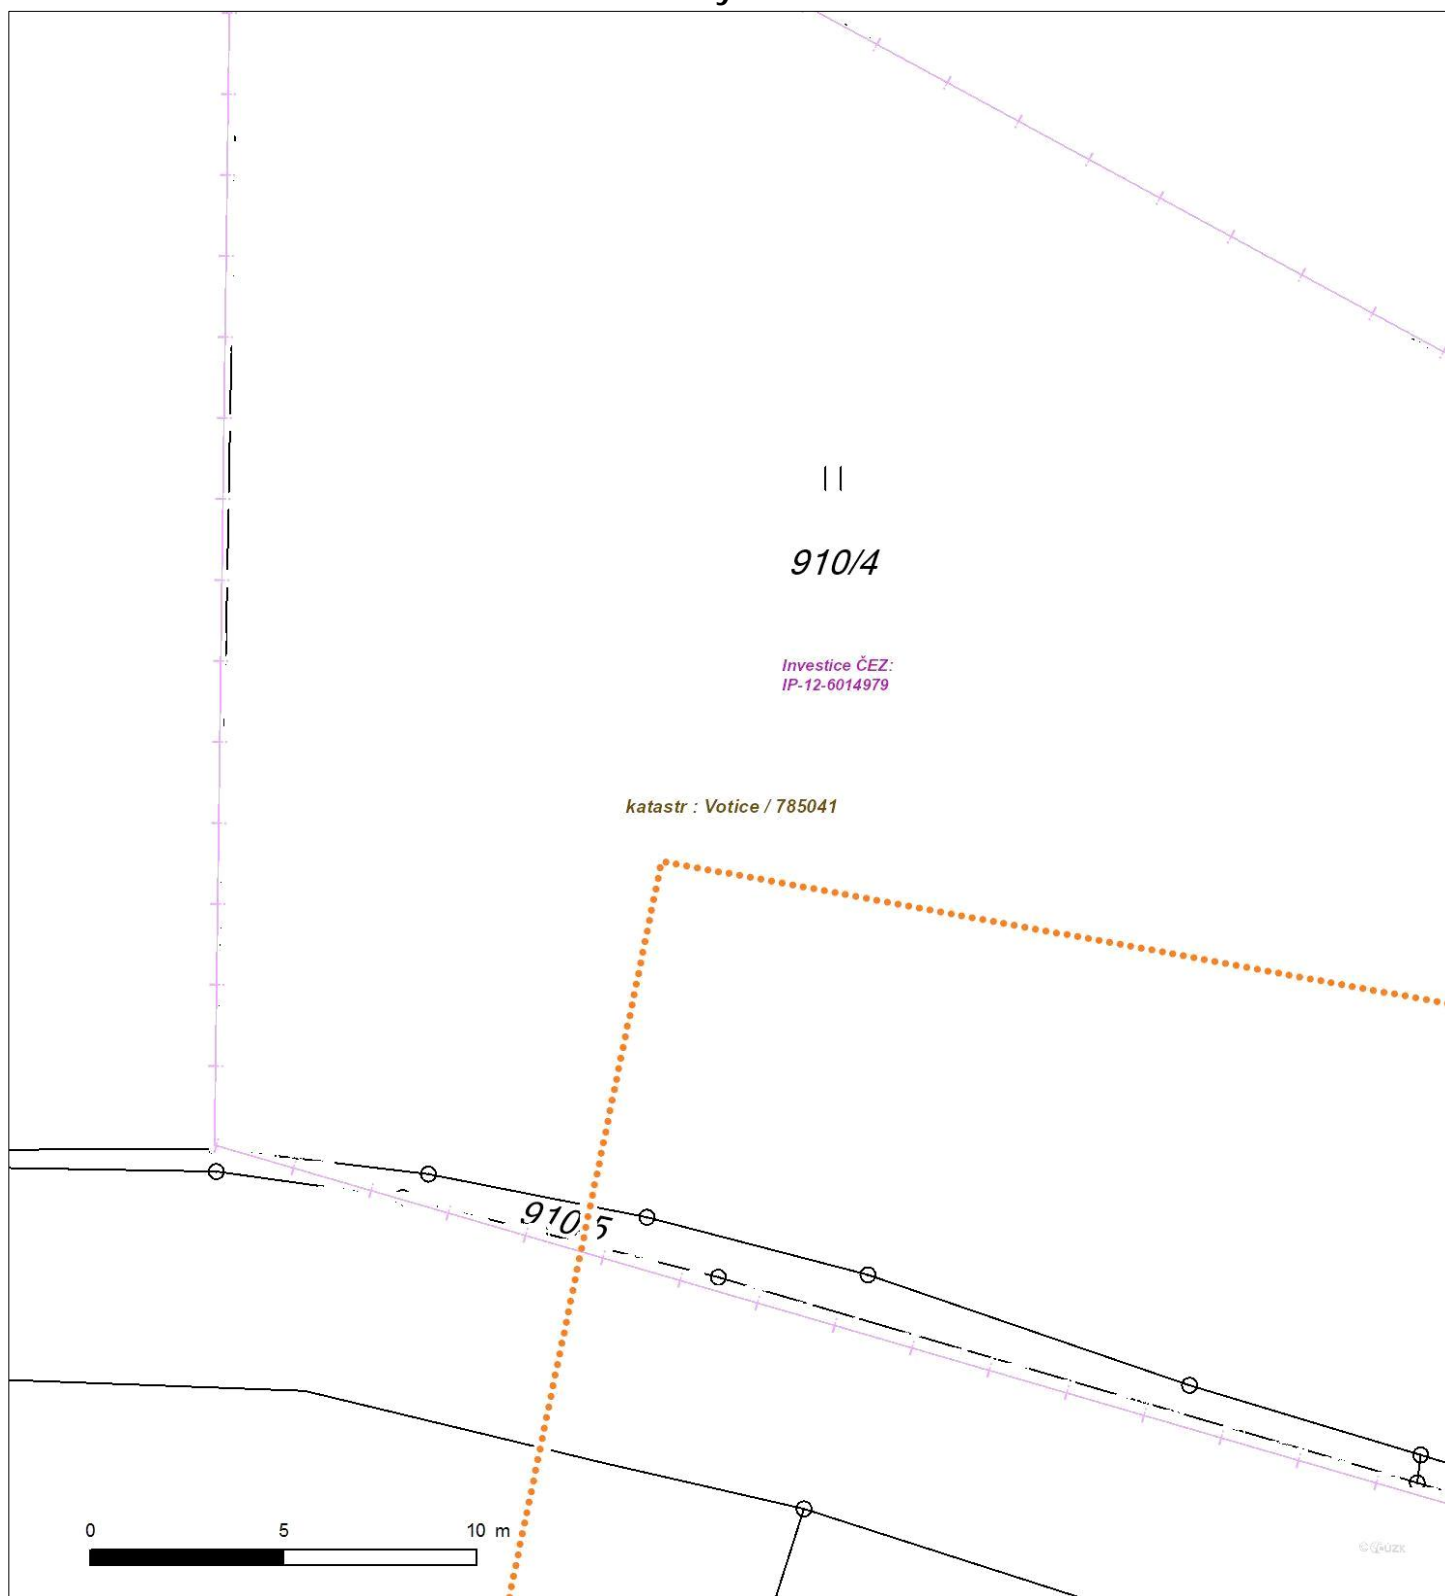 910/4
Investice ČEZ:
IP-12-6014979
katastr : Votice / 785041
910/5
0 5 10 m